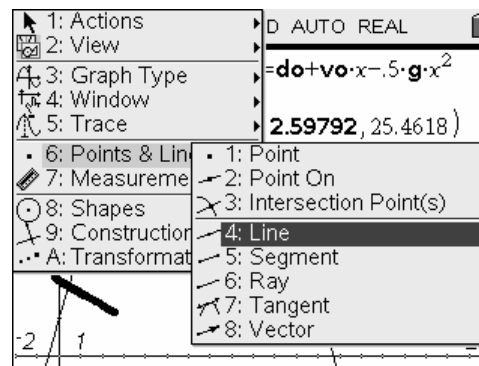 1: Actions
2: View
3: Graph Type
4: Window
5: Trace
6: Points & Lin
7: Measureme
8: Shapes
9: Construction
A: Transformat
D AUTO REAL
=do+vo·x−.5·g·x²
2.59792, 25.4618)
1: Point
2: Point On
3: Intersection Point(s)
4: Line
5: Segment
6: Ray
7: Tangent
8: Vector
-2
1